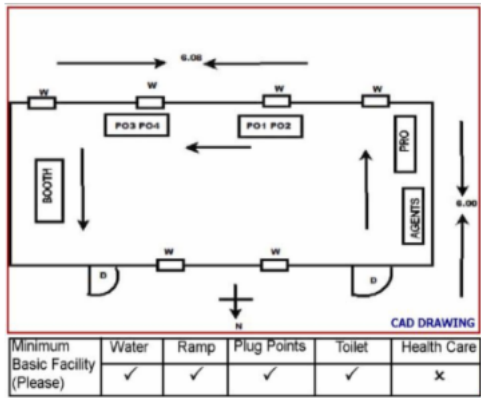 6.08
W W W W
PO3 PO4 PO1 PO2
PRO
BOOTH
AGENTS
6.00
W W
D D
N
CAD DRAWING
Minimum Basic Facility (Please) Water Ramp Plug Points Toilet Health Care
✓ ✓ ✓ ✓ x